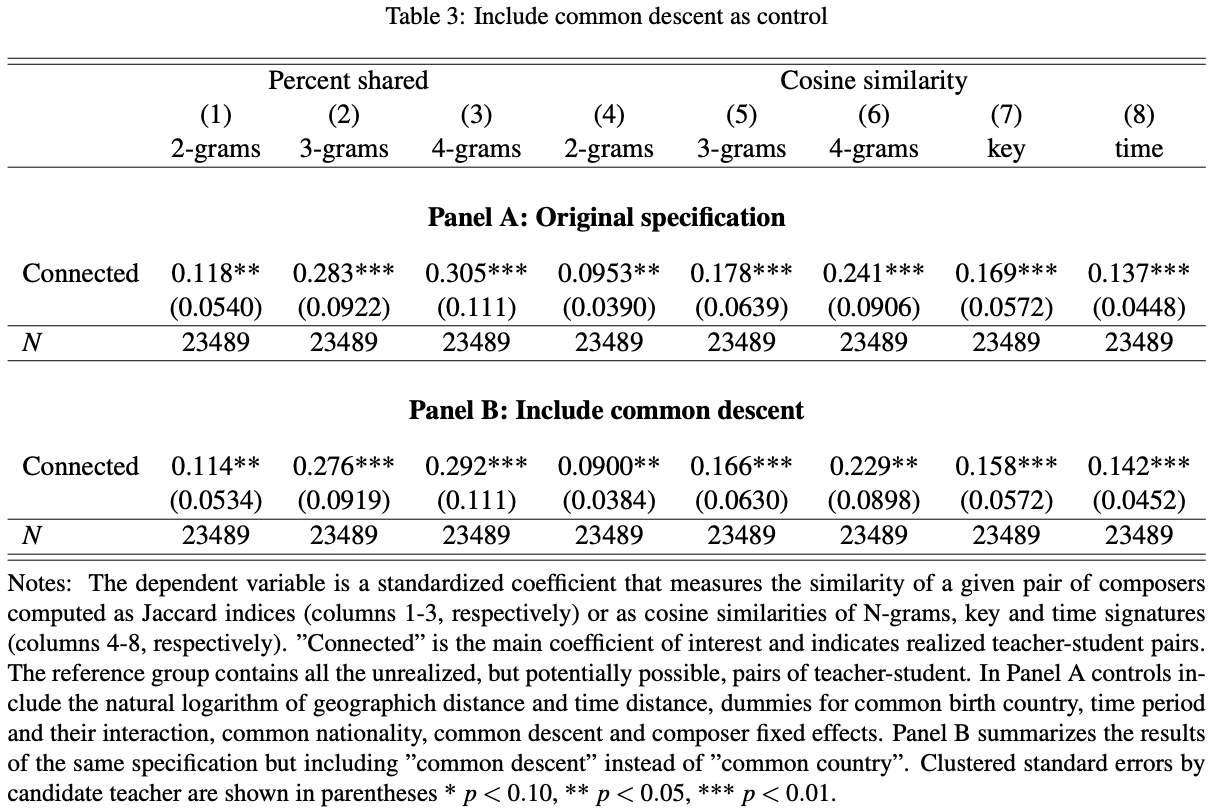 Table 3: Include common descent as control
Percent shared Cosine similarity
(1) (2) (3) (4) (5) (6) (7) (8)
2-grams 3-grams 4-grams 2-grams 3-grams 4-grams key time
Panel A: Original specification
Connected 0.118** 0.283*** 0.305*** 0.0953** 0.178*** 0.241*** 0.169*** 0.137***
(0.0540) (0.0922) (0.111) (0.0390) (0.0639) (0.0906) (0.0572) (0.0448)
N 23489 23489 23489 23489 23489 23489 23489 23489
Panel B: Include common descent
Connected 0.114** 0.276*** 0.292*** 0.0900** 0.166*** 0.229** 0.158*** 0.142***
(0.0534) (0.0919) (0.111) (0.0384) (0.0630) (0.0898) (0.0572) (0.0452)
N 23489 23489 23489 23489 23489 23489 23489 23489
Notes: The dependent variable is a standardized coefficient that measures the similarity of a given pair of composers
computed as Jaccard indices (columns 1-3, respectively) or as cosine similarities of N-grams, key and time signatures
(columns 4-8, respectively). ”Connected” is the main coefficient of interest and indicates realized teacher-student pairs.
The reference group contains all the unrealized, but potentially possible, pairs of teacher-student. In Panel A controls in-
clude the natural logarithm of geographich distance and time distance, dummies for common birth country, time period
and their interaction, common nationality, common descent and composer fixed effects. Panel B summarizes the results
of the same specification but including ”common descent” instead of ”common country”. Clustered standard errors by
candidate teacher are shown in parentheses * p < 0.10, ** p < 0.05, *** p < 0.01.